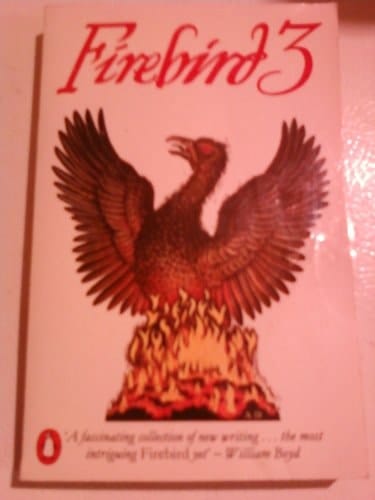 Firebird 3
'A fascinating collection of new writing . . . the most
intriguing Firebird yet' – William Boyd